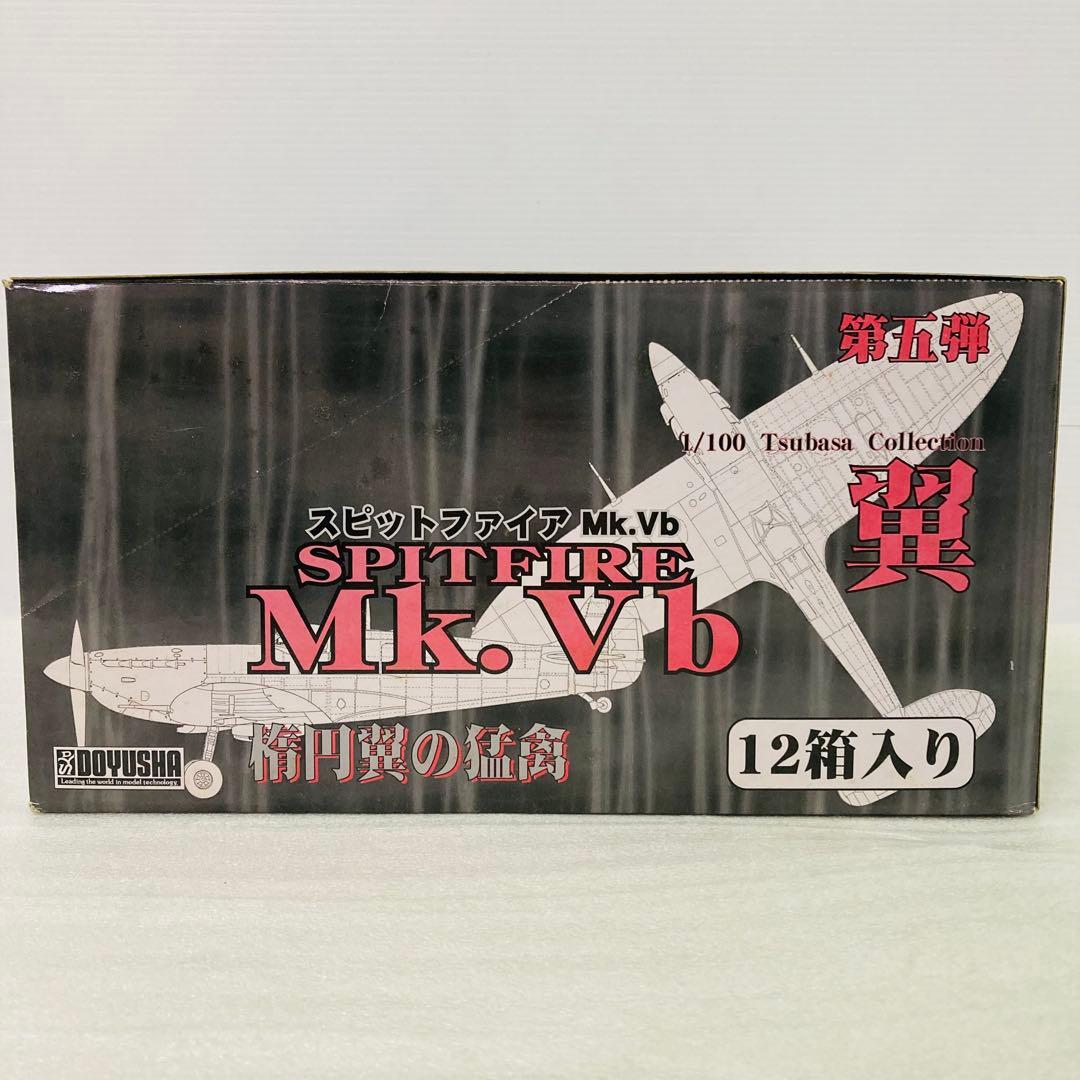 第五弾
1/100 Tsubasa Collection
翼
スピットファイア Mk.Vb
SPITFIRE
Mk.Vb
楕円翼の猛禽
DOYUSHA
Leading the world in model technology.
12箱入り